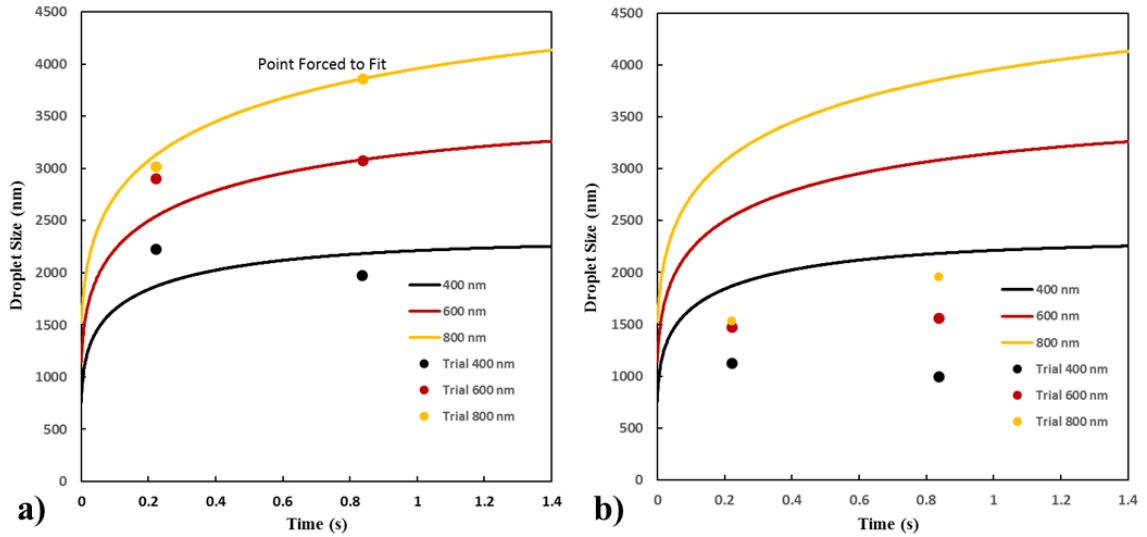 4500
4000
3500
3000
2500
2000
1500
1000
500
0
Droplet Size (nm)
Point Forced to Fit
400 nm
600 nm
800 nm
Trial 400 nm
Trial 600 nm
Trial 800 nm
0 0.2 0.4 0.6 0.8 1 1.2 1.4
Time (s)
a)
4500
4000
3500
3000
2500
2000
1500
1000
500
0
Droplet Size (nm)
400 nm
600 nm
800 nm
Trial 400 nm
Trial 600 nm
Trial 800 nm
0 0.2 0.4 0.6 0.8 1 1.2 1.4
Time (s)
b)